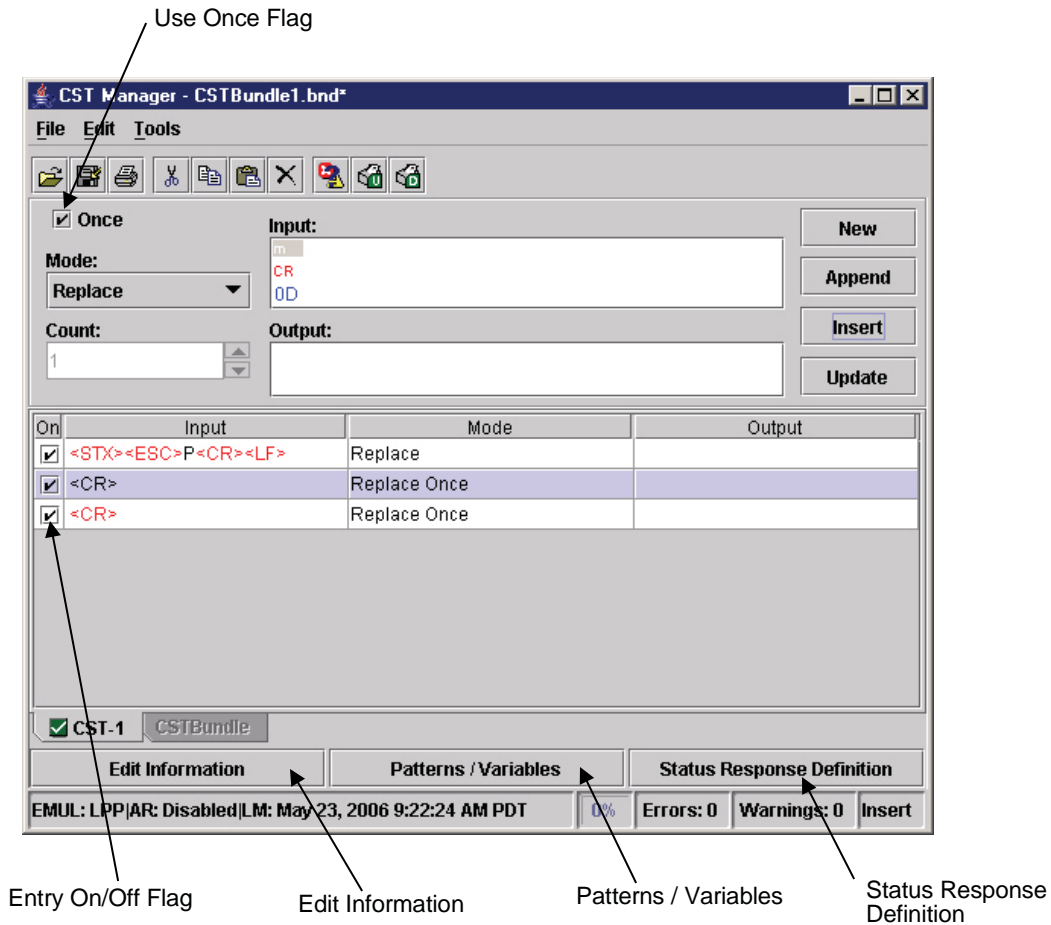 Use Once Flag
CST Manager - CSTBundle1.bnd*
File Edit Tools
Once
Input:
New
m
Mode:
CR
Append
Replace
0D
Count:
Output:
Insert
1
Update
On Input Mode Output
<STX><ESC>P<CR><LF> Replace
<CR> Replace Once
<CR> Replace Once
CST-1 CSTBundle
Edit Information Patterns / Variables Status Response Definition
EMUL: LPP|AR: Disabled|LM: May 23, 2006 9:22:24 AM PDT 0% Errors: 0 Warnings: 0 Insert
Entry On/Off Flag
Edit Information
Patterns / Variables
Status Response
Definition